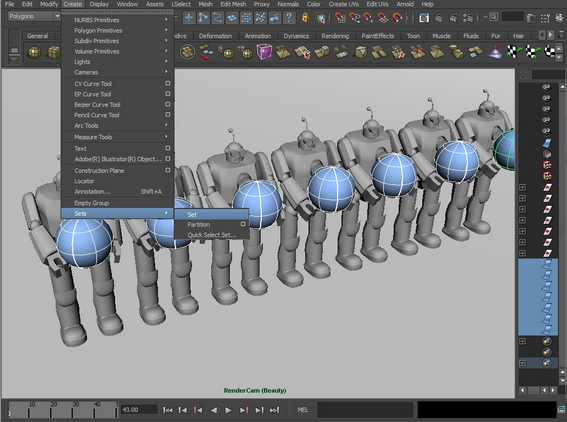 File Edit Modify Create Display Window Assets LSelect Mesh Edit Mesh Proxy Normals Color Create UVs Edit UVs Arnold Help
Polygons
General
Deformation Animation Dynamics Rendering PaintEffects Toon Muscle Fluids Fur Hair
NURBS Primitives
Polygon Primitives
Subdiv Primitives
Volume Primitives
Lights
Cameras
CV Curve Tool
EP Curve Tool
Bezier Curve Tool
Pencil Curve Tool
Arc Tools
Measure Tools
Text
Adobe(R) Illustrator(R) Object...
Construction Plane
Locator
Annotation... Shift+A
Empty Group
Sets
Set
Partition
Quick Select Set...
RenderCam (Beauty)
10 20 30 40
43.00
MEL